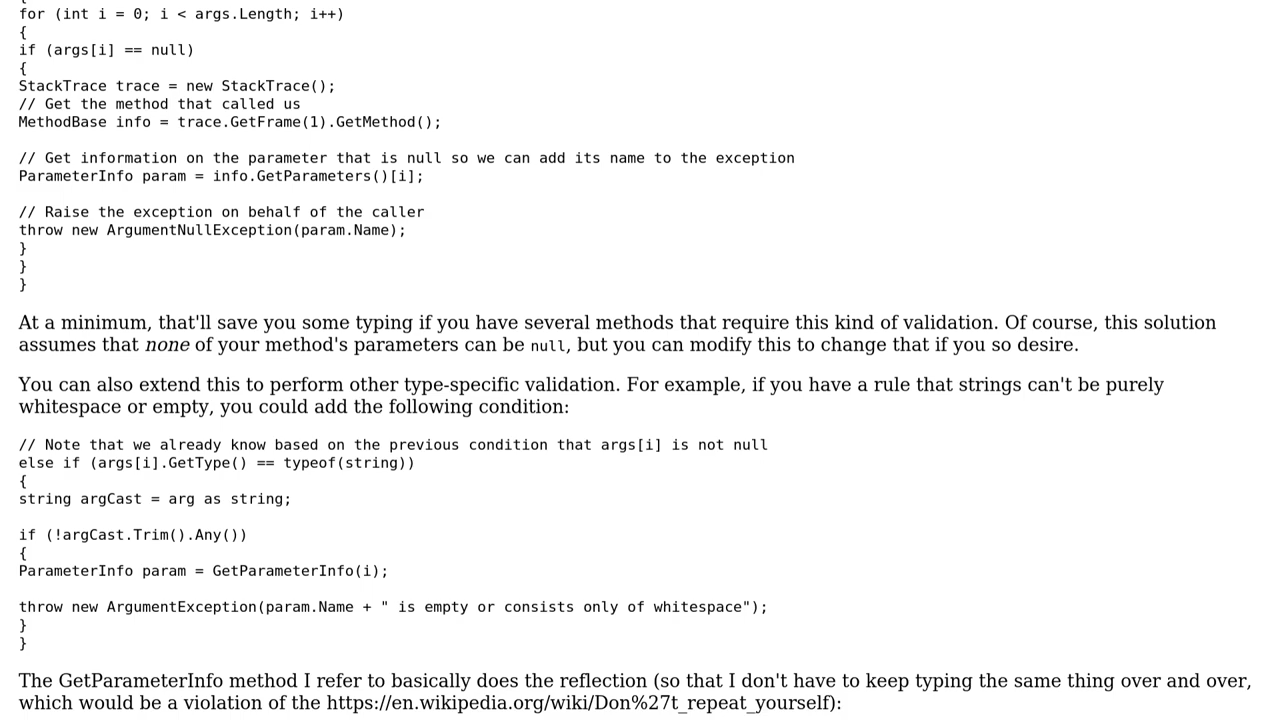 for (int i = 0; i < args.Length; i++)
{
if (args[i] == null)
{
StackTrace trace = new StackTrace();
// Get the method that called us
MethodBase info = trace.GetFrame(1).GetMethod();
// Get information on the parameter that is null so we can add its name to the exception
ParameterInfo param = info.GetParameters()[i];
// Raise the exception on behalf of the caller
throw new ArgumentNullException(param.Name);
}
}
}
At a minimum, that'll save you some typing if you have several methods that require this kind of validation. Of course, this solution
assumes that none of your method's parameters can be null, but you can modify this to change that if you so desire.
You can also extend this to perform other type-specific validation. For example, if you have a rule that strings can't be purely
whitespace or empty, you could add the following condition:
// Note that we already know based on the previous condition that args[i] is not null
else if (args[i].GetType() == typeof(string))
{
string argCast = arg as string;
if (!argCast.Trim().Any())
{
ParameterInfo param = GetParameterInfo(i);
throw new ArgumentException(param.Name + " is empty or consists only of whitespace");
}
}
The GetParameterInfo method I refer to basically does the reflection (so that I don't have to keep typing the same thing over and over,
which would be a violation of the https://en.wikipedia.org/wiki/Don%27t_repeat_yourself):